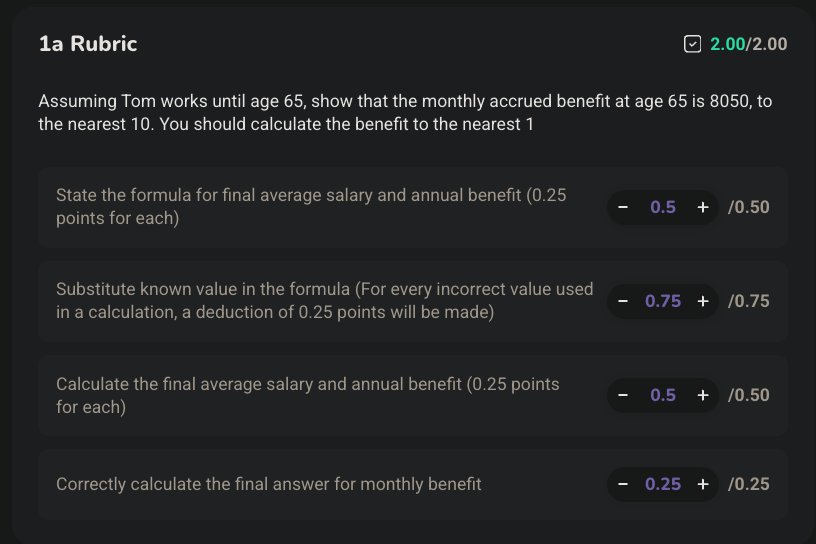 1a Rubric
2.00/2.00
Assuming Tom works until age 65, show that the monthly accrued benefit at age 65 is 8050, to
the nearest 10. You should calculate the benefit to the nearest 1
State the formula for final average salary and annual benefit (0.25
points for each)
− 0.5 + /0.50
Substitute known value in the formula (For every incorrect value used
in a calculation, a deduction of 0.25 points will be made)
− 0.75 + /0.75
Calculate the final average salary and annual benefit (0.25 points
for each)
− 0.5 + /0.50
Correctly calculate the final answer for monthly benefit
− 0.25 + /0.25